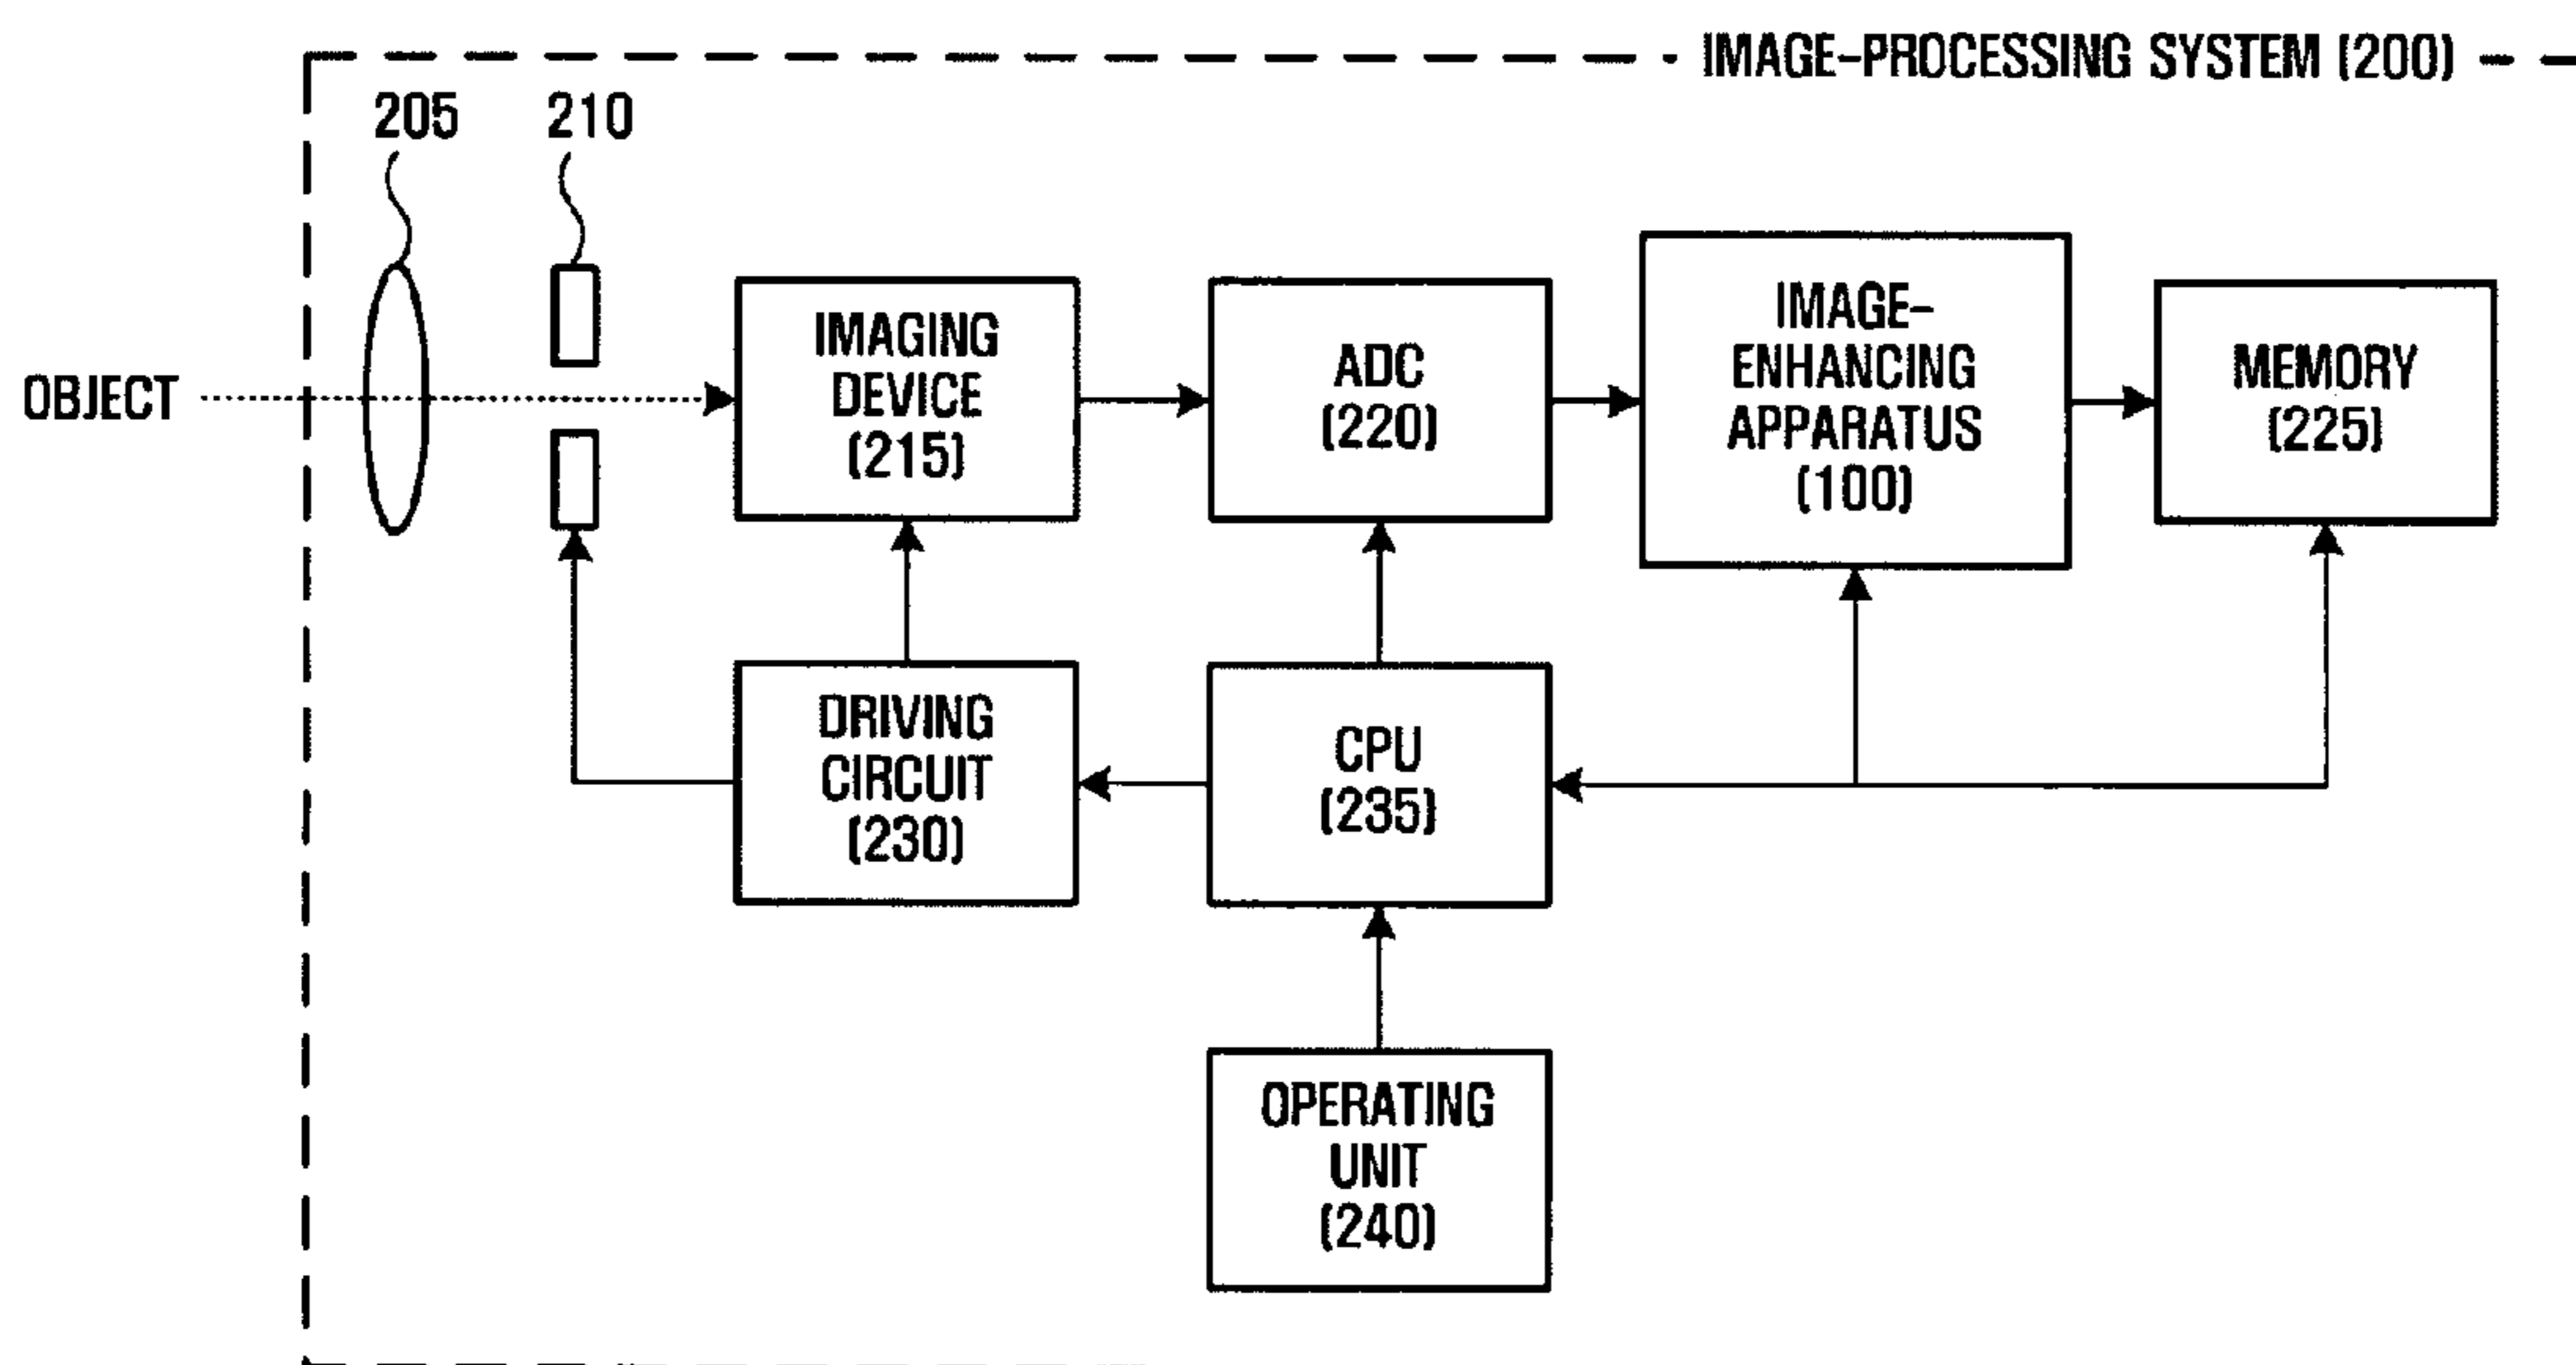 IMAGE-PROCESSING SYSTEM (200)
205
210
OBJECT
IMAGING
DEVICE
(215)
ADC
(220)
IMAGE-
ENHANCING
APPARATUS
(100)
MEMORY
(225)
DRIVING
CIRCUIT
(230)
CPU
(235)
OPERATING
UNIT
(240)